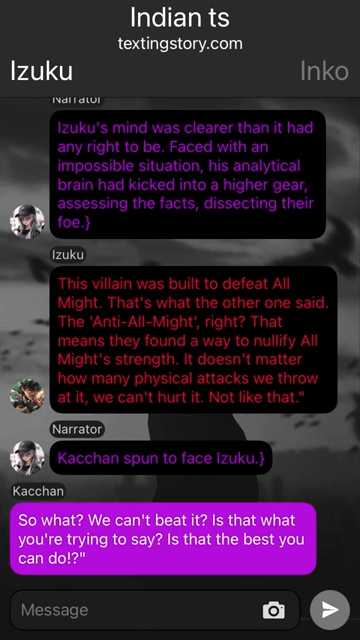 Indian ts
textingstory.com
Izuku
Inko
Narrator
Izuku's mind was clearer than it had
any right to be. Faced with an
impossible situation, his analytical
brain had kicked into a higher gear,
assessing the facts, dissecting their
foe.}
Izuku
This villain was built to defeat All
Might. That's what the other one said.
The 'Anti-All-Might', right? That
means they found a way to nullify All
Might's strength. It doesn't matter
how many physical attacks we throw
at it, we can't hurt it. Not like that."
Narrator
Kacchan spun to face Izuku.}
Kacchan
So what? We can't beat it? Is that what
you're trying to say? Is that the best you
can do!?"
Message